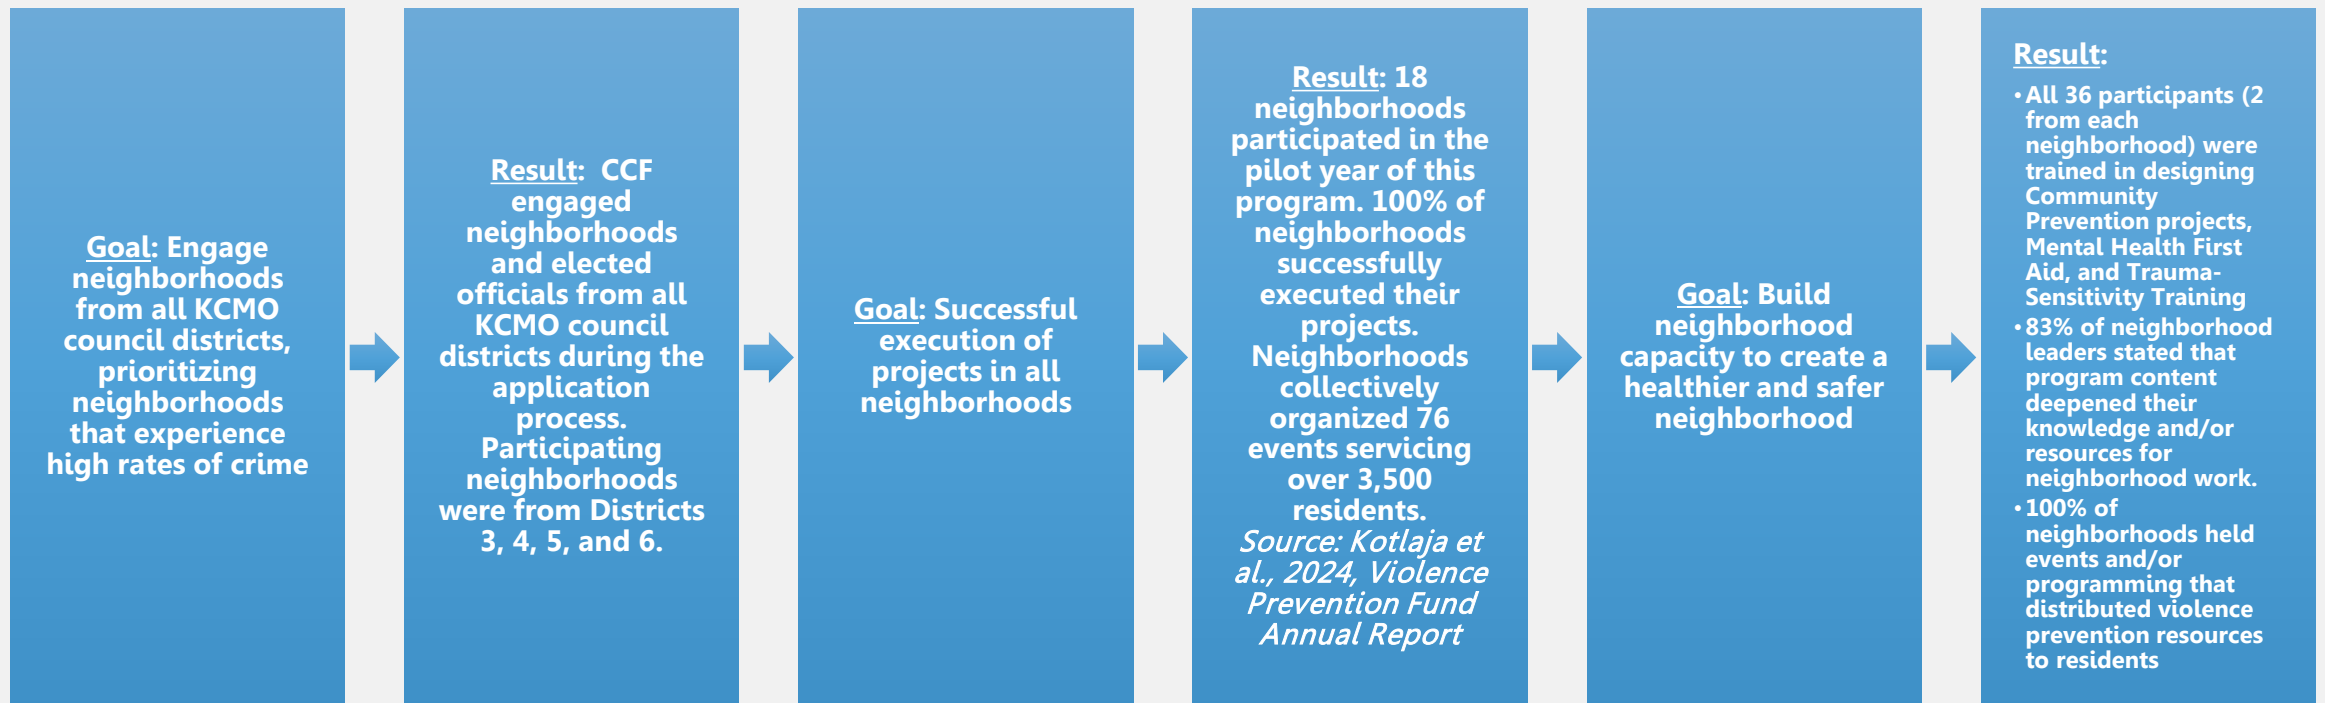 Goal: Engage
neighborhoods
from all KCMO
council districts,
prioritizing
neighborhoods
that experience
high rates of crime
Result:  CCF
engaged
neighborhoods
and elected
officials from all
KCMO council
districts during the
application
process.
Participating
neighborhoods
were from Districts
3, 4, 5, and 6.
Goal: Successful
execution of
projects in all
neighborhoods
Result: 18
neighborhoods
participated in the
pilot year of this
program. 100% of
neighborhoods
successfully
executed their
projects.
Neighborhoods
collectively
organized 76
events servicing
over 3,500
residents.
Source: Kotlaja et
al., 2024, Violence
Prevention Fund
Annual Report
Goal: Build
neighborhood
capacity to create a
healthier and safer
neighborhood
Result:
• All 36 participants (2
from each
neighborhood) were
trained in designing
Community
Prevention projects,
Mental Health First
Aid, and Trauma-
Sensitivity Training
• 83% of neighborhood
leaders stated that
program content
deepened their
knowledge and/or
resources for
neighborhood work.
• 100% of
neighborhoods held
events and/or
programming that
distributed violence
prevention resources
to residents